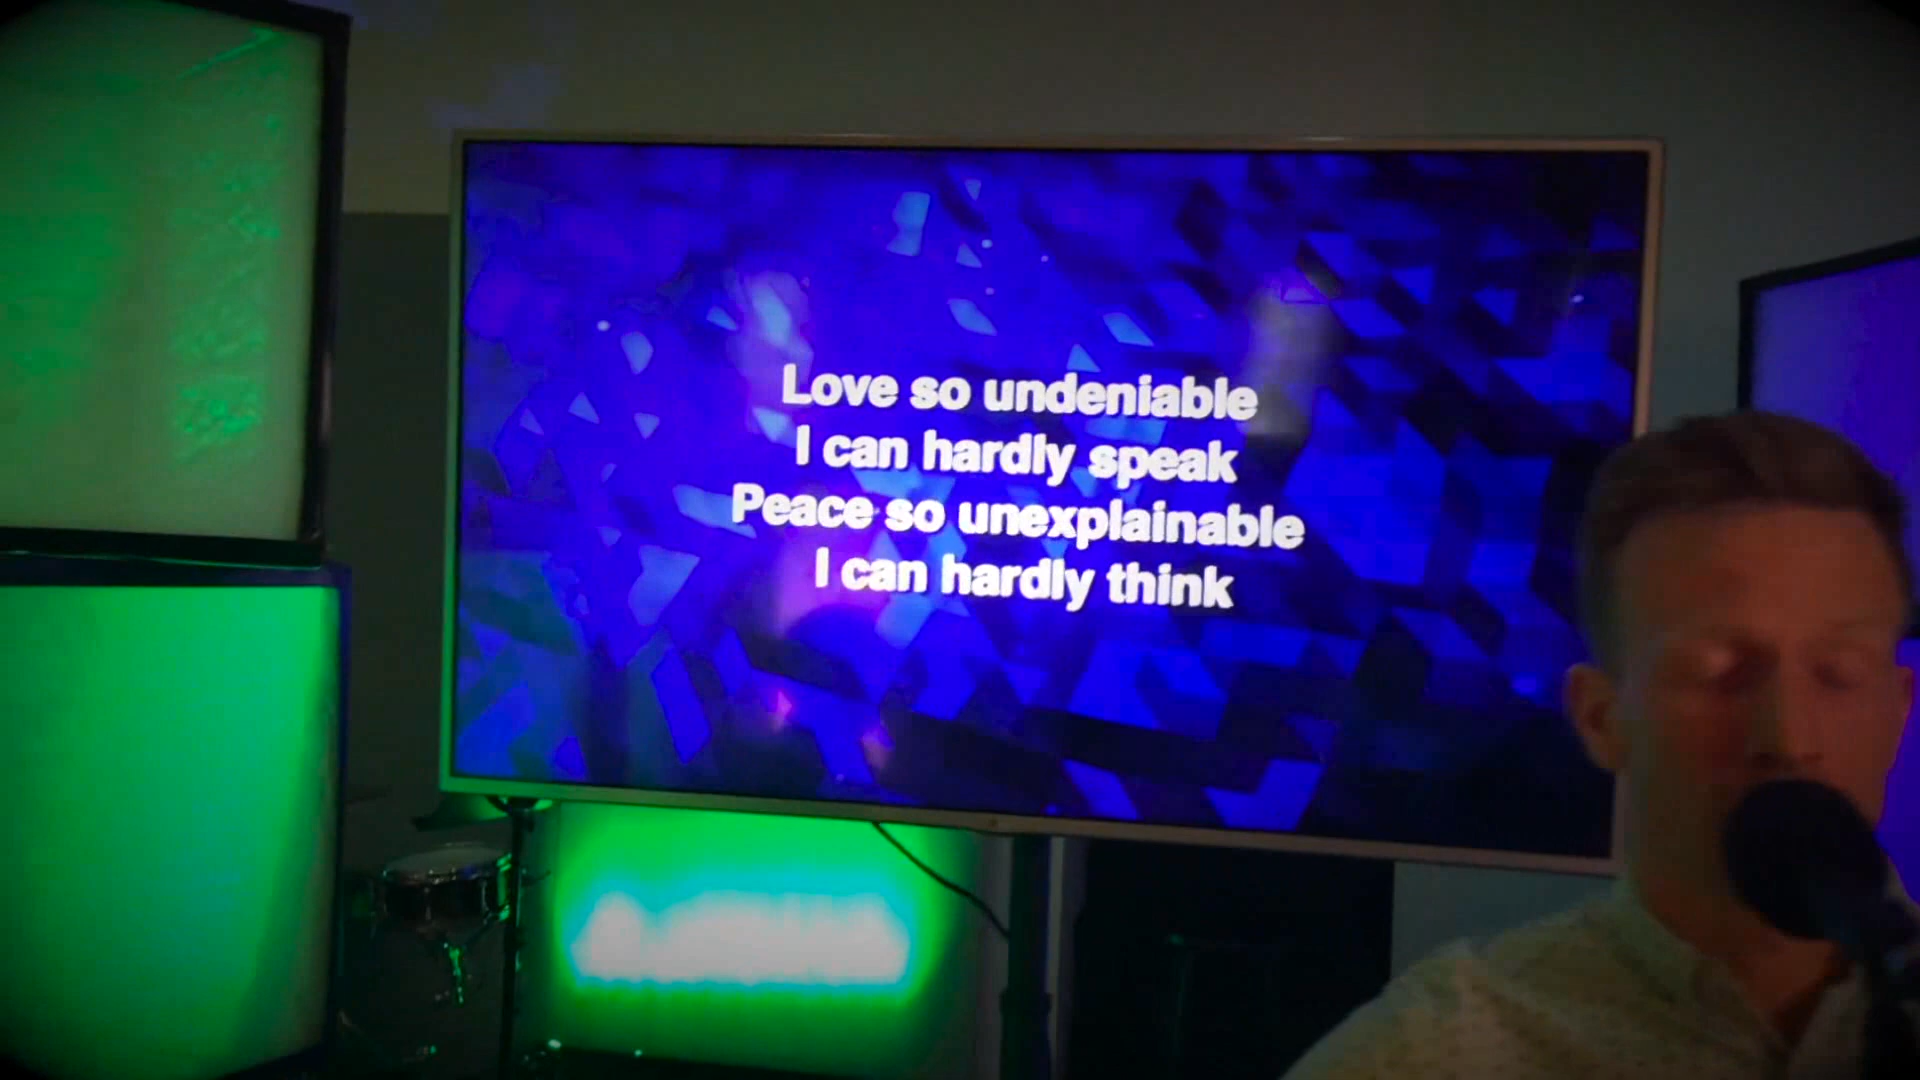 Love so undeniable
I can hardly speak
Peace so unexplainable
I can hardly think